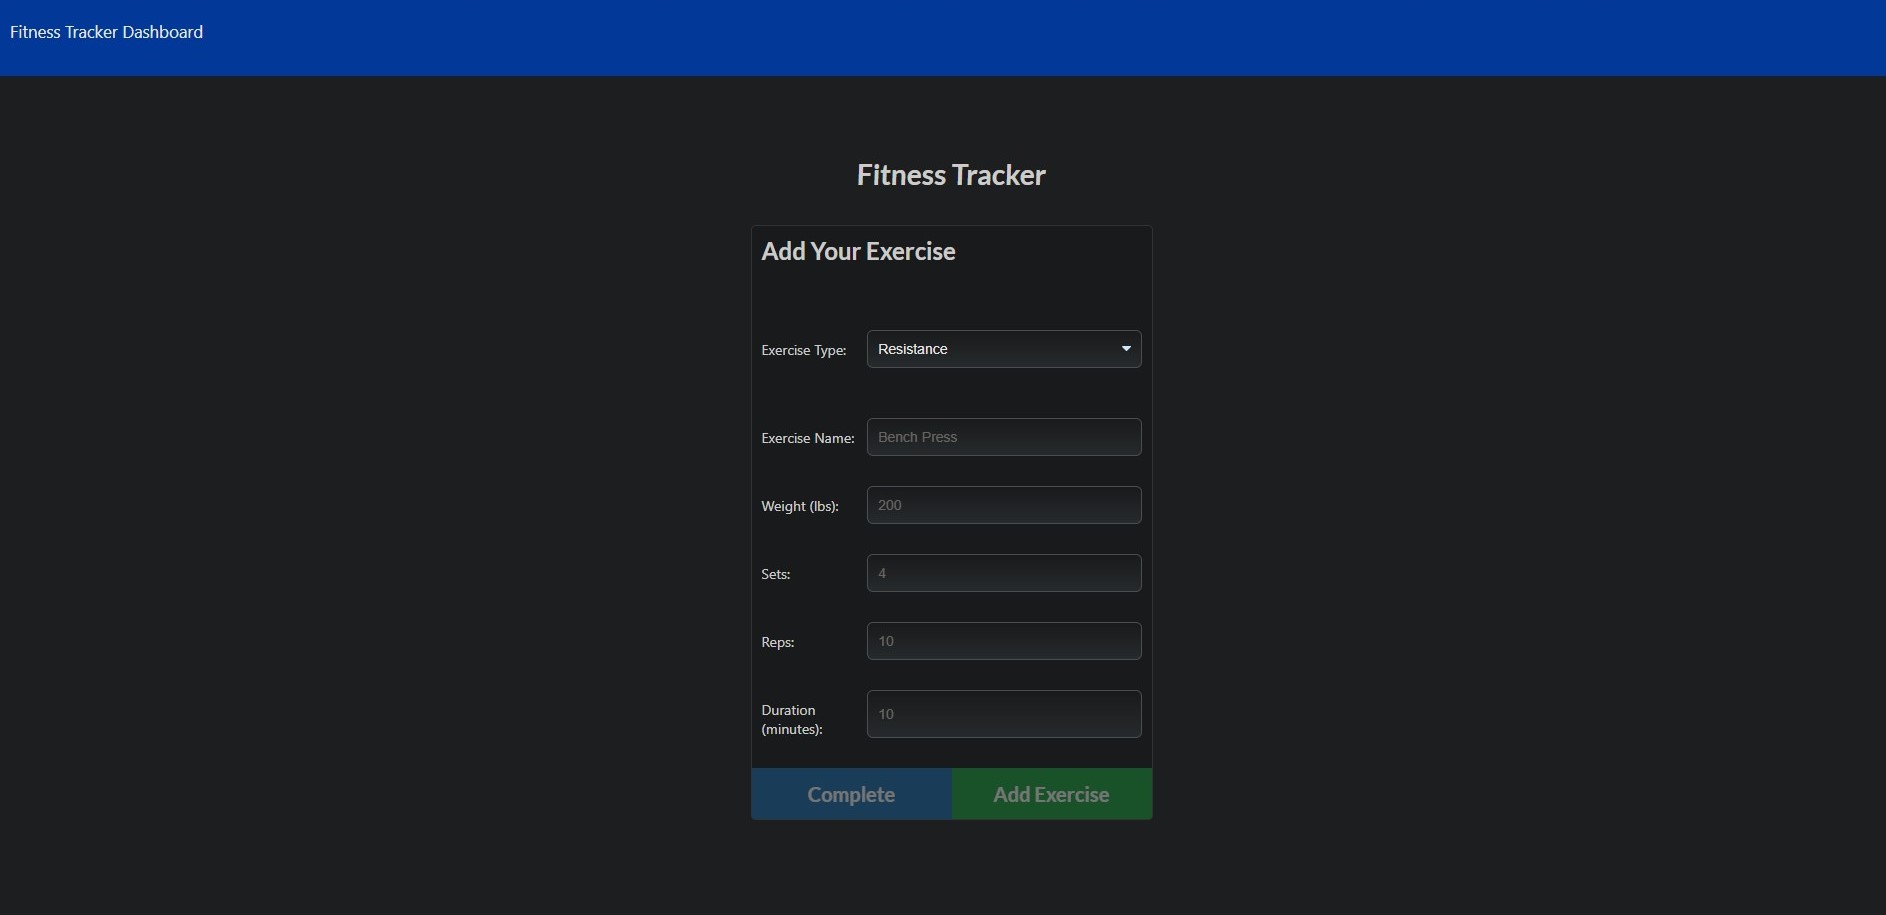 Fitness Tracker Dashboard
Fitness Tracker
Add Your Exercise
Exercise Type: Resistance
Exercise Name: Bench Press
Weight (lbs): 200
Sets: 4
Reps: 10
Duration
(minutes): 10
Complete Add Exercise